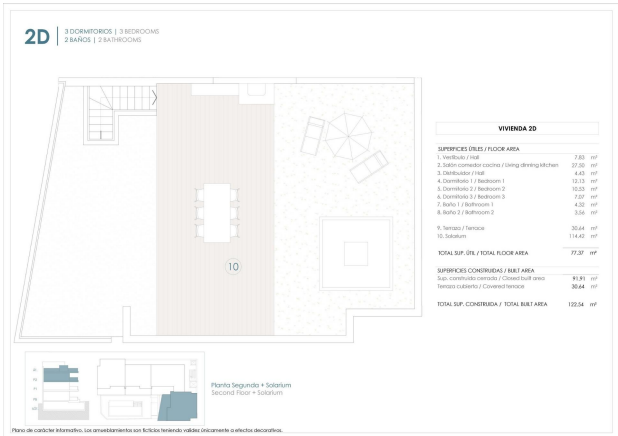 2D
3 DORMITORIOS | 3 BEDROOMS
2 BAÑOS | 2 BATHROOMS
10
VIVIENDA 2D
SUPERFICIES ÚTILES / FLOOR AREA
1. Vestíbulo / Hall 7,83 m²
2. Salón comedor cocina / Living dinning kitchen 27,50 m²
3. Distribuidor / Hall 4,43 m²
4. Dormitorio 1 / Bedroom 1 12,13 m²
5. Dormitorio 2 / Bedroom 2 10,53 m²
6. Dormitorio 3 / Bedroom 3 7,07 m²
7. Baño 1 / Bathroom 1 4,32 m²
8. Baño 2 / Bathroom 2 3,56 m²
9. Terraza / Terrace 30,64 m²
10. Solarium 114,42 m²
TOTAL SUP. ÚTIL / TOTAL FLOOR AREA 77,37 m²
SUPERFICIES CONSTRUIDAS / BUILT AREA
Sup. construida cerrada / Closed built area 91,91 m²
Terraza cubierta / Covered terrace 30,64 m²
TOTAL SUP. CONSTRUIDA / TOTAL BUILT AREA 122,54 m²
Planta Segunda + Solarium
Second Floor + Solarium
Plano de carácter informativo. Los amueblamientos son ficticios teniendo validez únicamente a efectos decorativos.